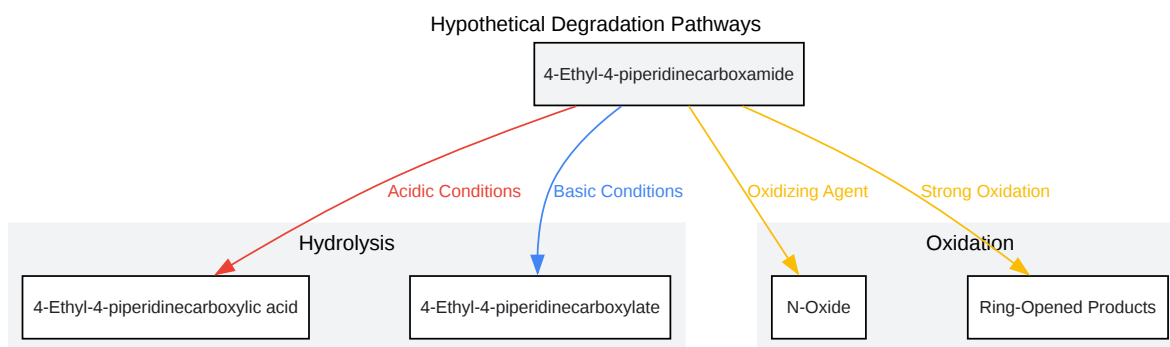 Hypothetical Degradation Pathways
4-Ethyl-4-piperidinecarboxamide
Acidic Conditions
Basic Conditions
Oxidizing Agent
Strong Oxidation
Hydrolysis
Oxidation
4-Ethyl-4-piperidinecarboxylic acid
4-Ethyl-4-piperidinecarboxylate
N-Oxide
Ring-Opened Products